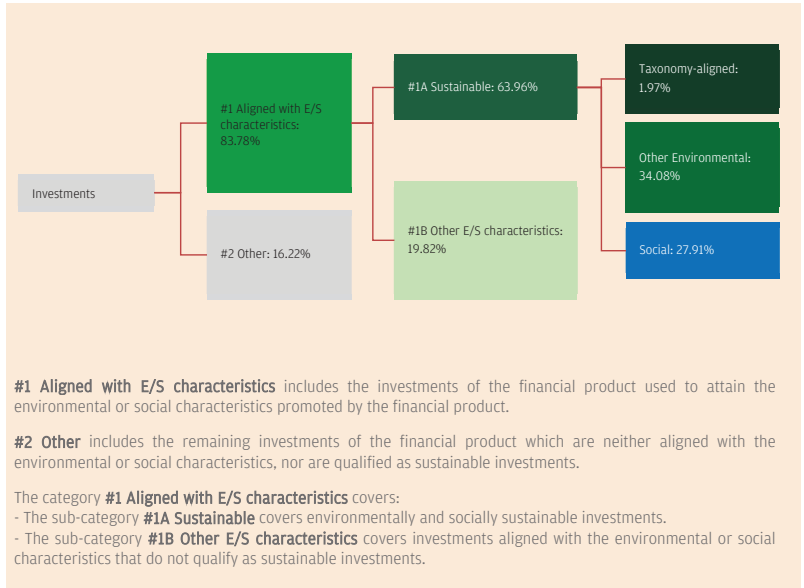 Investments
#1 Aligned with E/S
characteristics:
83.78%
#2 Other: 16.22%
#1A Sustainable: 63.96%
#1B Other E/S characteristics:
19.82%
Taxonomy-aligned:
1.97%
Other Environmental:
34.08%
Social: 27.91%
#1 Aligned with E/S characteristics includes the investments of the financial product used to attain the
environmental or social characteristics promoted by the financial product.
#2 Other includes the remaining investments of the financial product which are neither aligned with the
environmental or social characteristics, nor are qualified as sustainable investments.
The category #1 Aligned with E/S characteristics covers:
- The sub-category #1A Sustainable covers environmentally and socially sustainable investments.
- The sub-category #1B Other E/S characteristics covers investments aligned with the environmental or social
characteristics that do not qualify as sustainable investments.